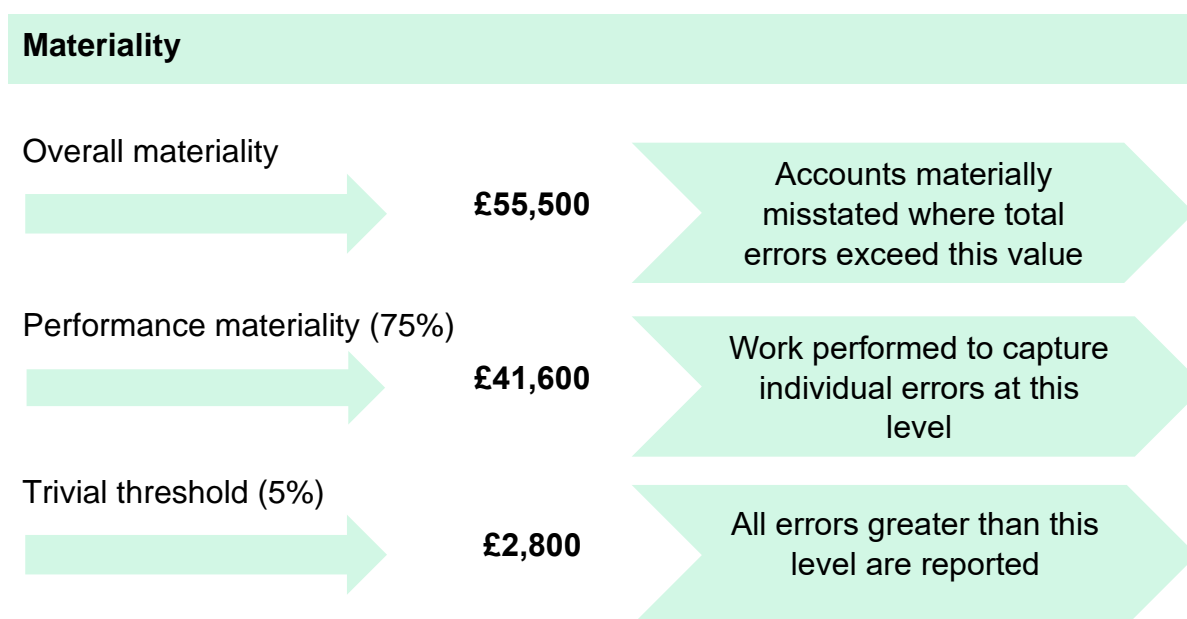 Materiality
Overall materiality
£55,500
Accounts materially
misstated where total
errors exceed this value
Performance materiality (75%)
£41,600
Work performed to capture
individual errors at this
level
Trivial threshold (5%)
£2,800
All errors greater than this
level are reported